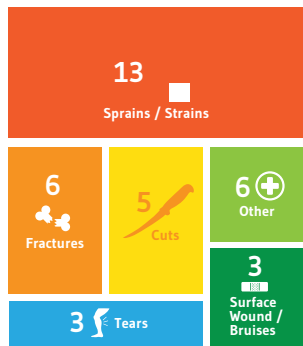 13
Sprains / Strains
6
Fractures
5
Cuts
6
Other
3
Tears
3
Surface
Wound /
Bruises